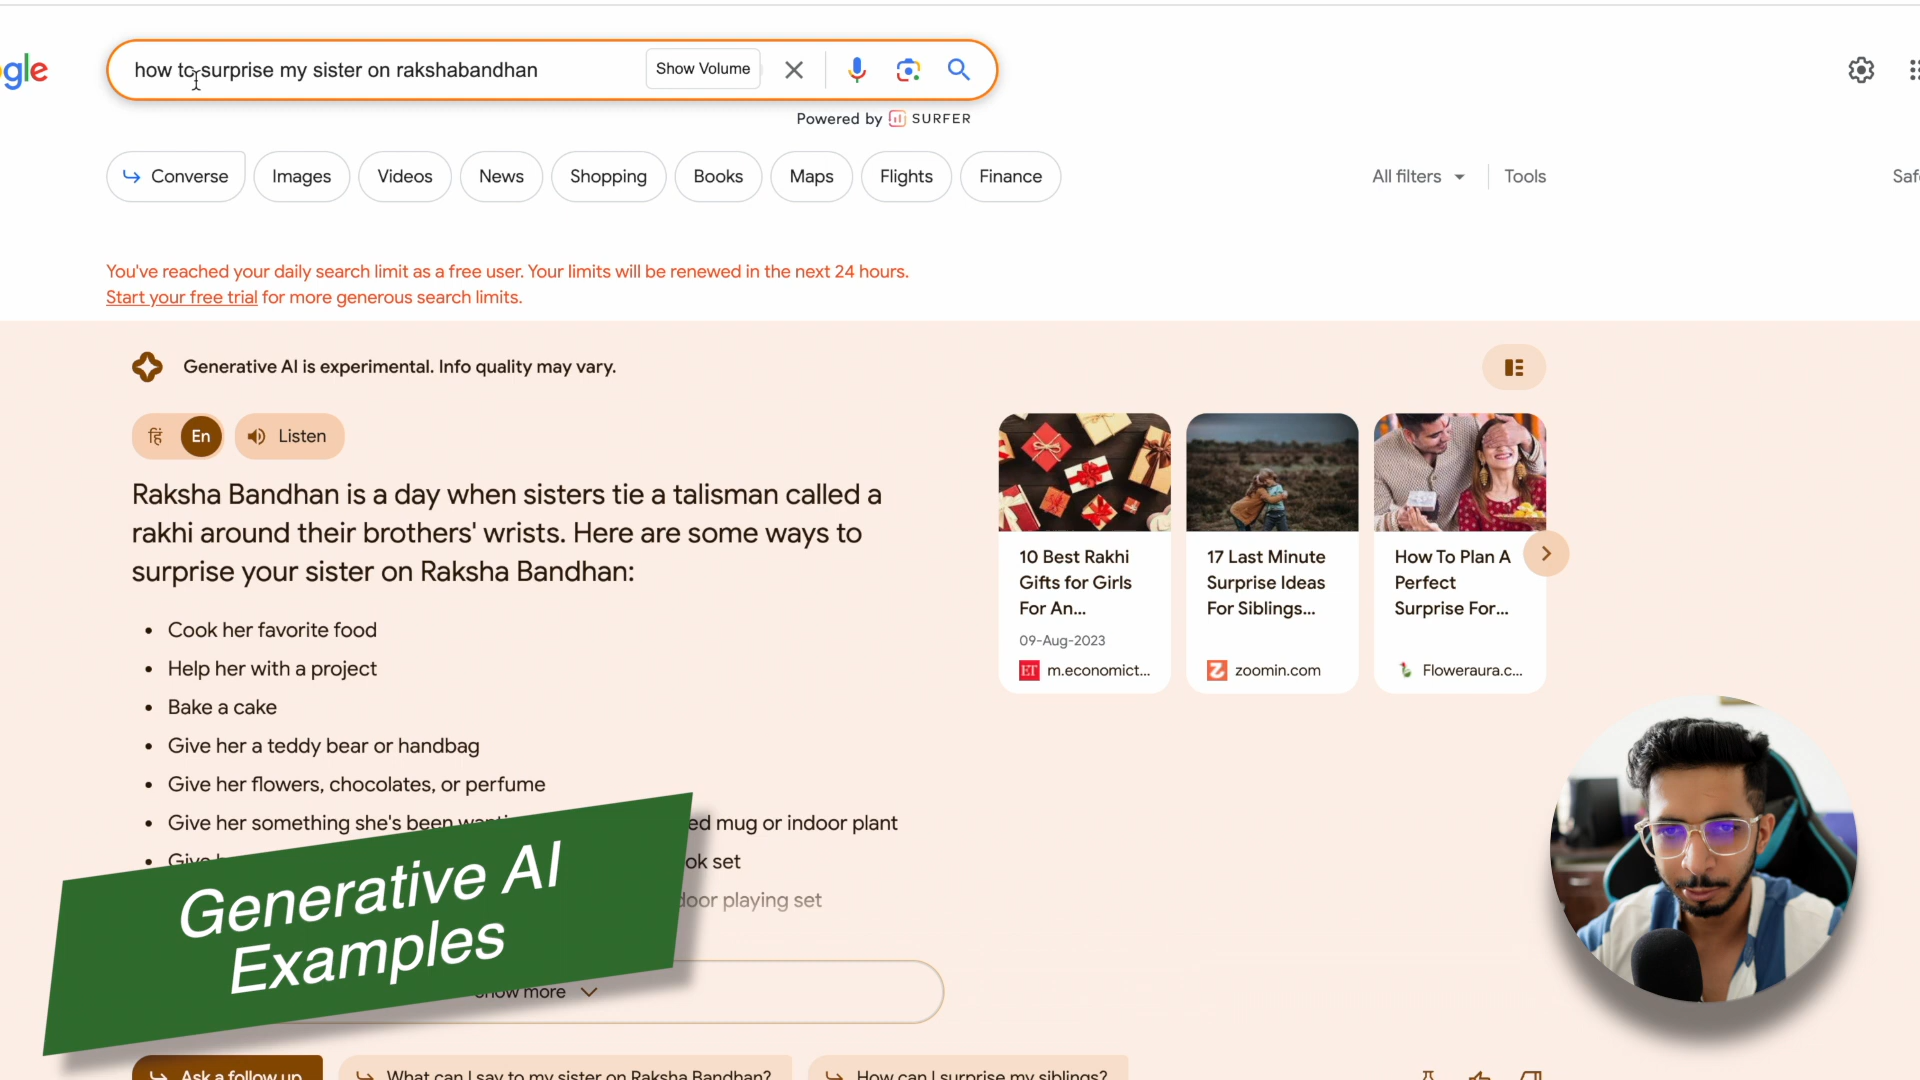 gle
how to surprise my sister on rakshabandhan
Show Volume
Powered by SURFER
Converse
Images
Videos
News
Shopping
Books
Maps
Flights
Finance
All filters
Tools
Saf
You've reached your daily search limit as a free user. Your limits will be renewed in the next 24 hours.
Start your free trial for more generous search limits.
Generative AI is experimental. Info quality may vary.
हिं
En
Listen
Raksha Bandhan is a day when sisters tie a talisman called a
rakhi around their brothers' wrists. Here are some ways to
surprise your sister on Raksha Bandhan:
• Cook her favorite food
• Help her with a project
• Bake a cake
• Give her a teddy bear or handbag
• Give her flowers, chocolates, or perfume
• Give her something she's been ed mug or indoor plant
• ok set
door playing set
Show more
10 Best Rakhi
Gifts for Girls
For An...
09-Aug-2023
ET m.economict...
17 Last Minute
Surprise Ideas
For Siblings...
Z zoomin.com
How To Plan A
Perfect
Surprise For...
Floweraura.c...
Generative AI
Examples
Ask a follow up
What can I say to my sister on Raksha Bandhan?
How can I surprise my siblings?